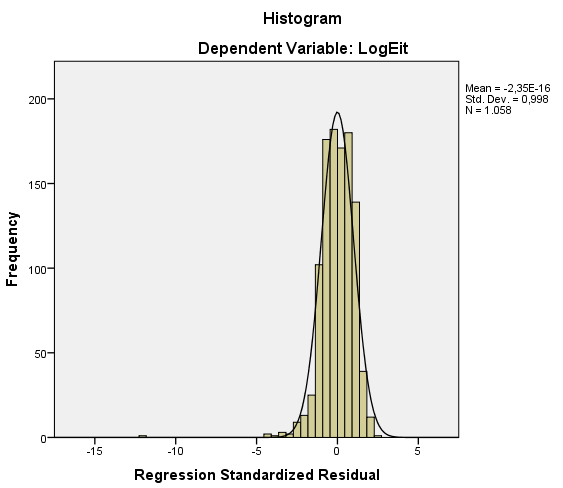 Histogram
Dependent Variable: LogEit
Mean = -2,35E-16
Std. Dev. = 0,998
N = 1.058
Frequency
200
150
100
50
0
-15 -10 -5 0 5
Regression Standardized Residual